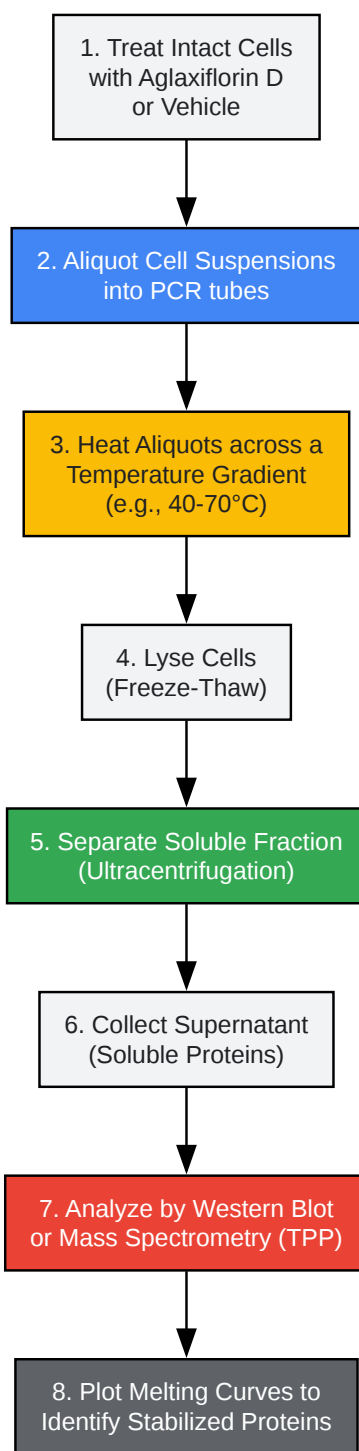 1. Treat Intact Cells
with Aglaxiflorin D
or Vehicle
2. Aliquot Cell Suspensions
into PCR tubes
3. Heat Aliquots across a
Temperature Gradient
(e.g., 40-70°C)
4. Lyse Cells
(Freeze-Thaw)
5. Separate Soluble Fraction
(Ultracentrifugation)
6. Collect Supernatant
(Soluble Proteins)
7. Analyze by Western Blot
or Mass Spectrometry (TPP)
8. Plot Melting Curves to
Identify Stabilized Proteins